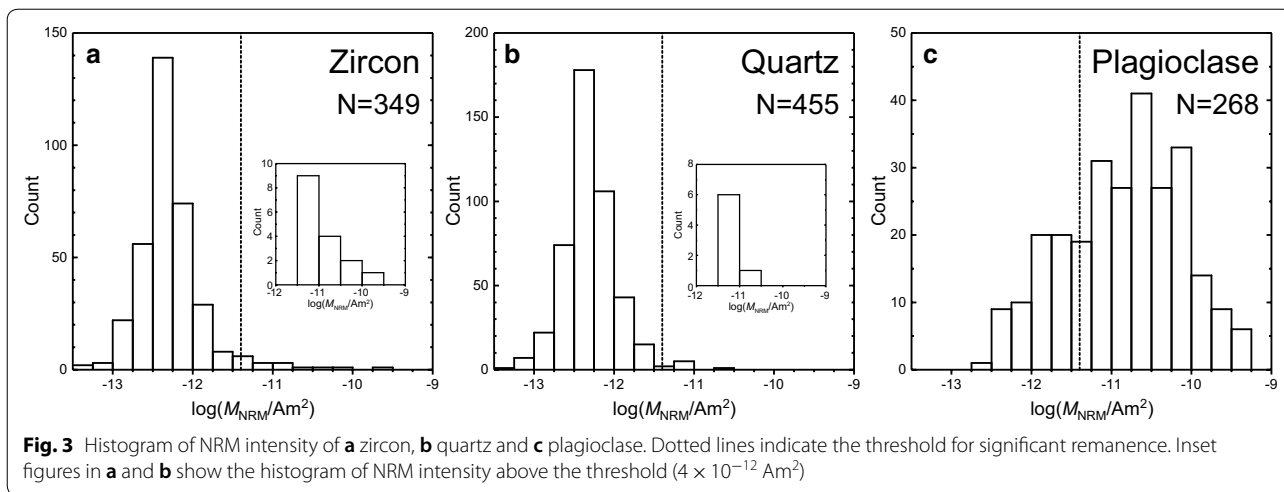 a
Zircon
N=349
150
100
50
0
Count
-13
-12
-11
-10
-9
log(M_NRM/Am²)
10
8
6
4
2
0
Count
-12
-11
-10
-9
log(M_NRM/Am²)
b
Quartz
N=455
200
150
100
50
0
Count
-13
-12
-11
-10
-9
log(M_NRM/Am²)
8
6
4
2
0
Count
-12
-11
-10
-9
log(M_NRM/Am²)
c
Plagioclase
N=268
50
40
30
20
10
0
Count
-13
-12
-11
-10
-9
log(M_NRM/Am²)
Fig. 3 Histogram of NRM intensity of a zircon, b quartz and c plagioclase. Dotted lines indicate the threshold for significant remanence. Inset
figures in a and b show the histogram of NRM intensity above the threshold (4 × 10⁻¹² Am²)